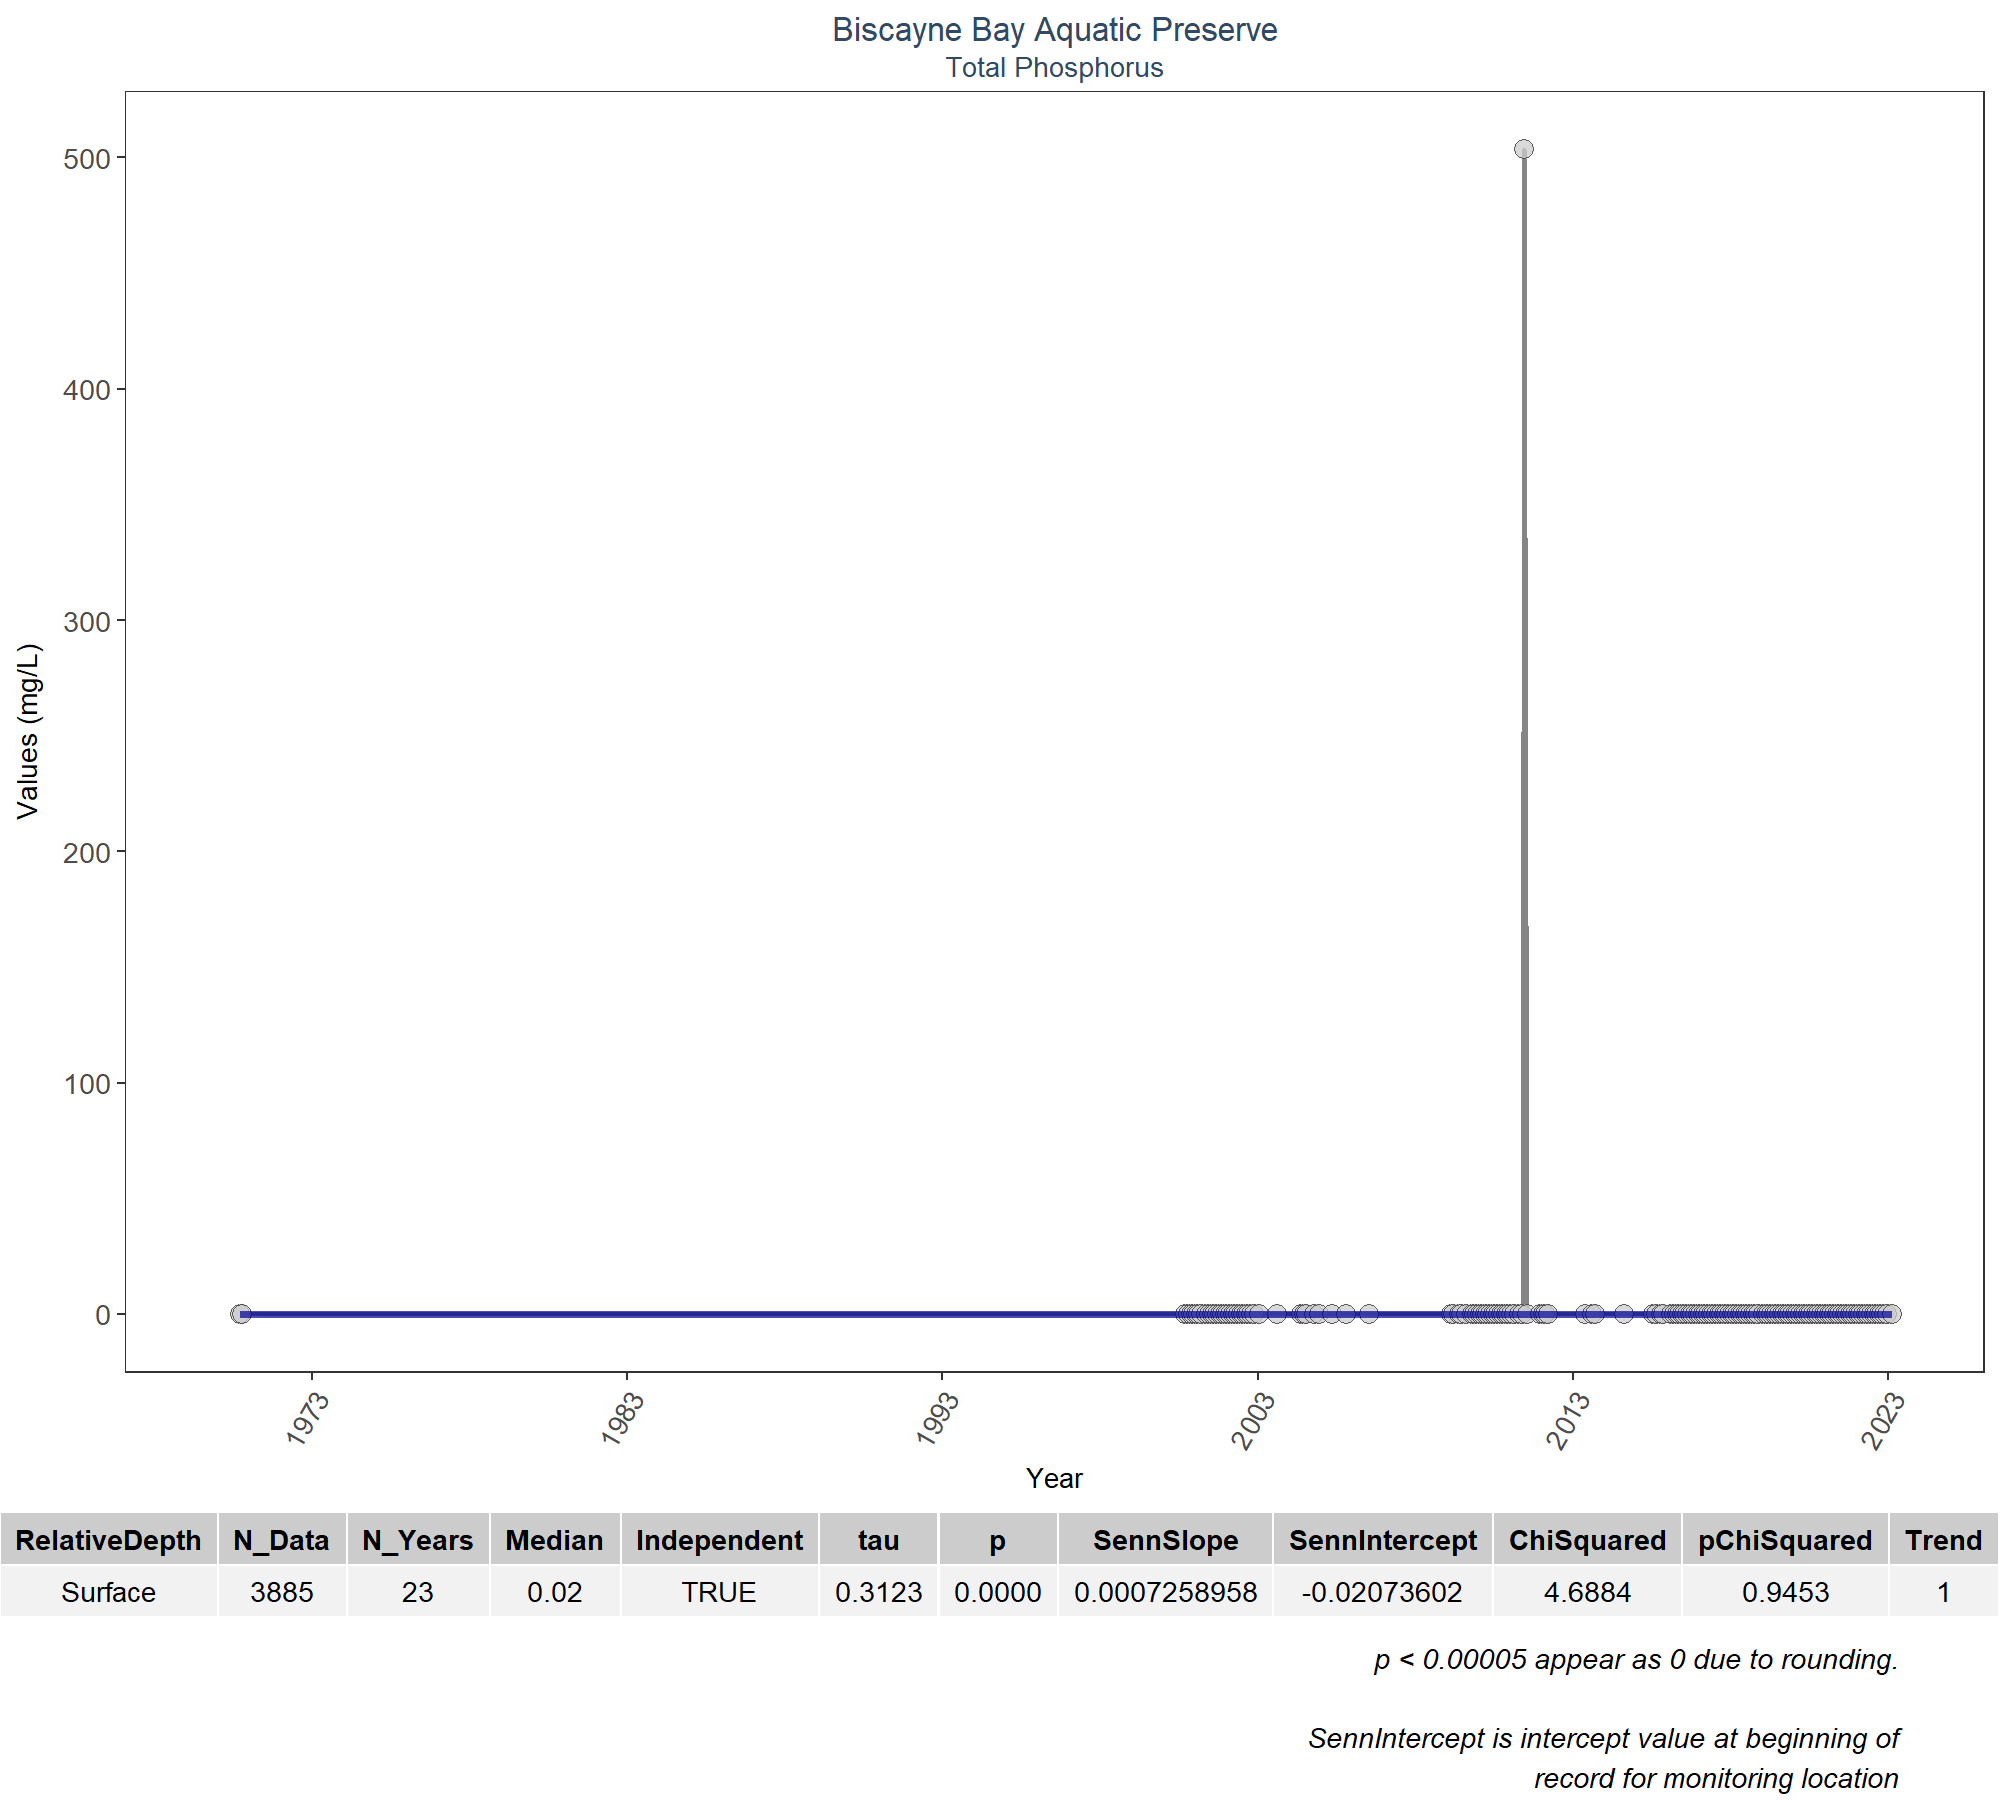 Biscayne Bay Aquatic Preserve
Total Phosphorus
500
400
300
200
100
0
Values (mg/L)
1973
1983
1993
2003
2013
2023
Year
RelativeDepth N_Data N_Years Median Independent tau p SennSlope SennIntercept ChiSquared pChiSquared Trend
Surface 3885 23 0.02 TRUE 0.3123 0.0000 0.0007258958 -0.02073602 4.6884 0.9453 1
p < 0.00005 appear as 0 due to rounding.
SennIntercept is intercept value at beginning of
record for monitoring location